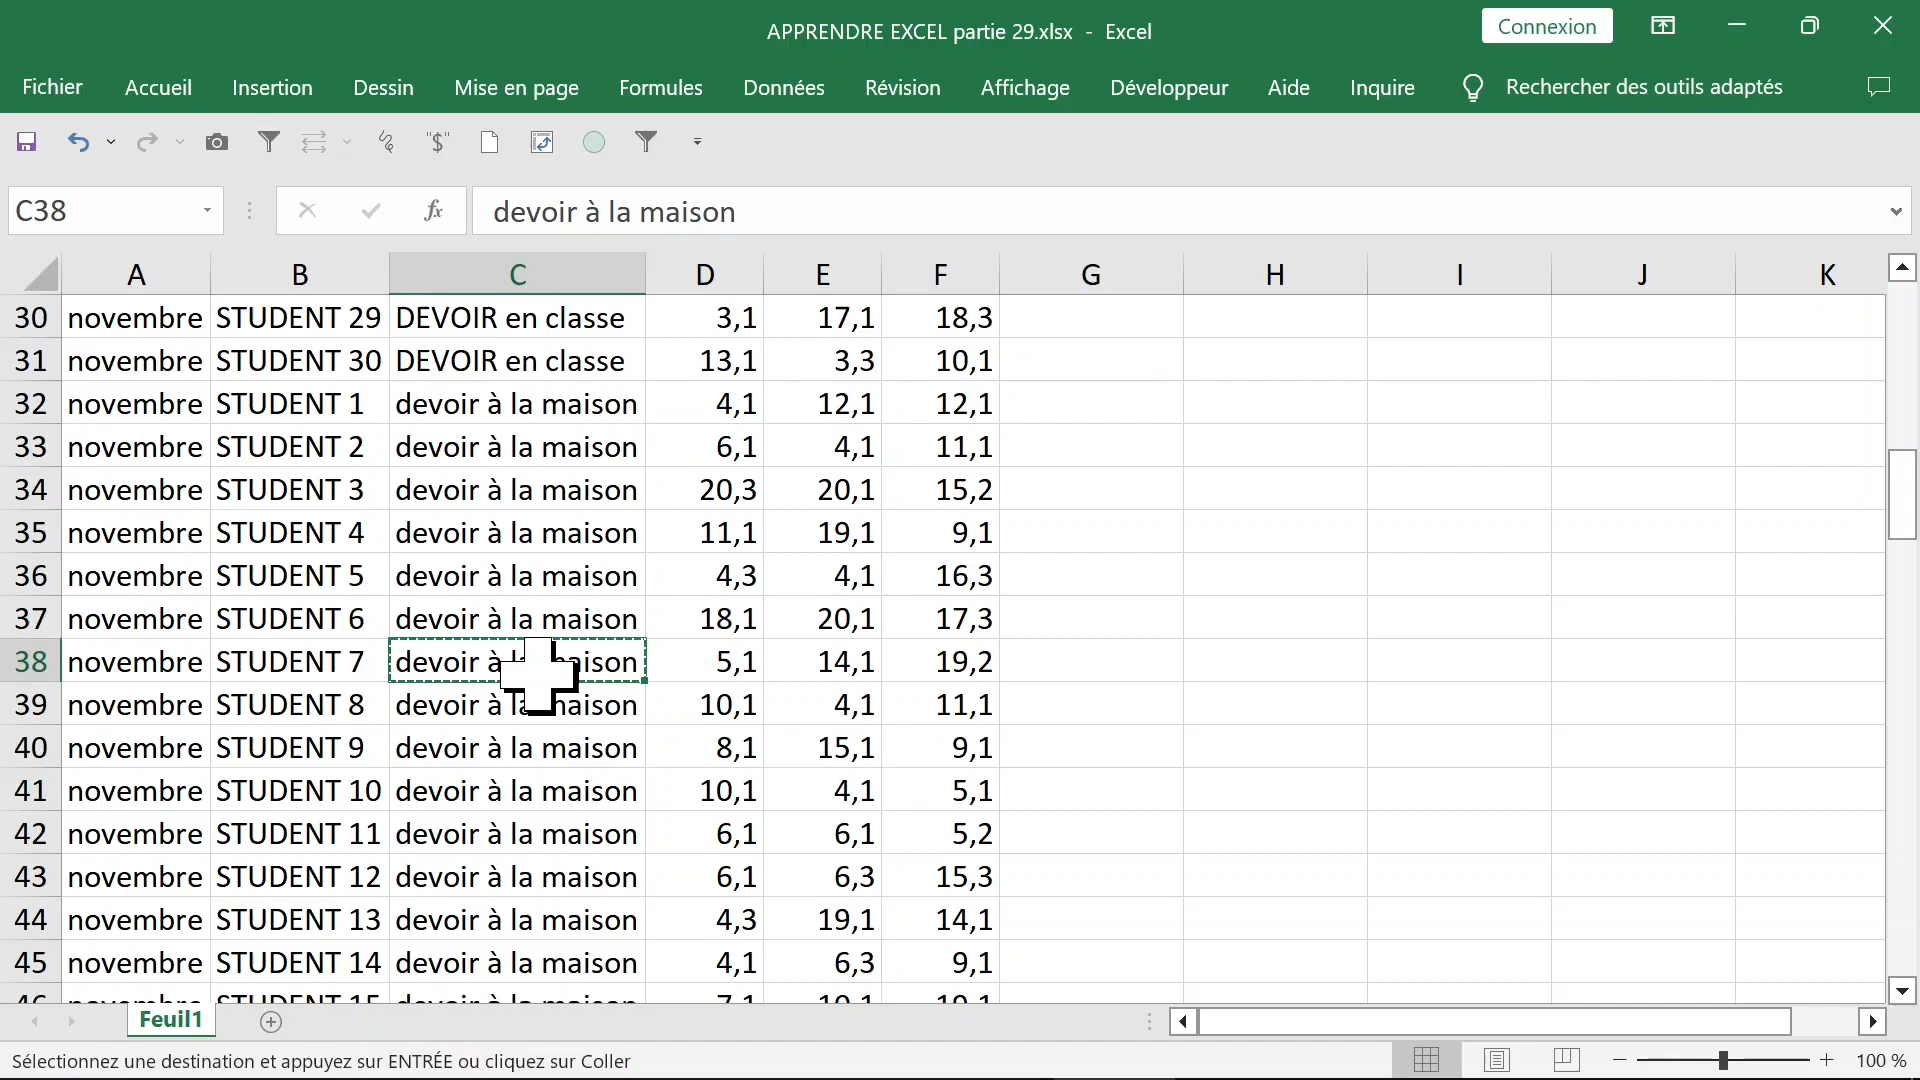 APPRENDRE EXCEL partie 29.xlsx - Excel
Connexion
Fichier Accueil Insertion Dessin Mise en page Formules Données Révision Affichage Développeur Aide Inquire Rechercher des outils adaptés
"$"
C38 fx devoir à la maison
A B C D E F G H I J K
30 novembre STUDENT 29 DEVOIR en classe 3,1 17,1 18,3
31 novembre STUDENT 30 DEVOIR en classe 13,1 3,3 10,1
32 novembre STUDENT 1 devoir à la maison 4,1 12,1 12,1
33 novembre STUDENT 2 devoir à la maison 6,1 4,1 11,1
34 novembre STUDENT 3 devoir à la maison 20,3 20,1 15,2
35 novembre STUDENT 4 devoir à la maison 11,1 19,1 9,1
36 novembre STUDENT 5 devoir à la maison 4,3 4,1 16,3
37 novembre STUDENT 6 devoir à la maison 18,1 20,1 17,3
38 novembre STUDENT 7 devoir à la maison 5,1 14,1 19,2
39 novembre STUDENT 8 devoir à la maison 10,1 4,1 11,1
40 novembre STUDENT 9 devoir à la maison 8,1 15,1 9,1
41 novembre STUDENT 10 devoir à la maison 10,1 4,1 5,1
42 novembre STUDENT 11 devoir à la maison 6,1 6,1 5,2
43 novembre STUDENT 12 devoir à la maison 6,1 6,3 15,3
44 novembre STUDENT 13 devoir à la maison 4,3 19,1 14,1
45 novembre STUDENT 14 devoir à la maison 4,1 6,3 9,1
46 novembre STUDENT 15 devoir à la maison 7,1 10,1
Feuil1
Sélectionnez une destination et appuyez sur ENTRÉE ou cliquez sur Coller
100 %